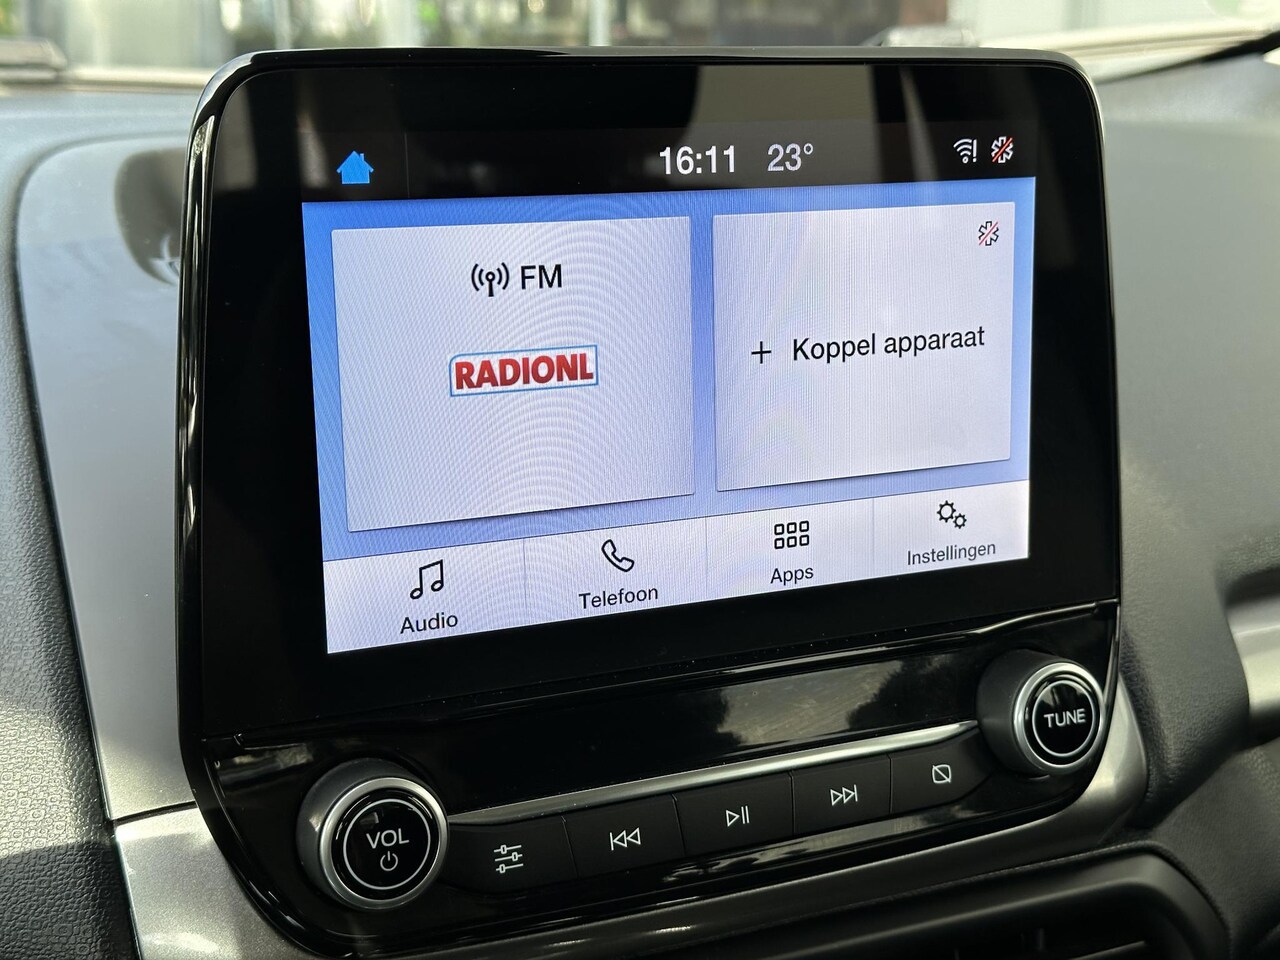 16:11 23°
FM
RADIONL
+ Koppel apparaat
Audio
Telefoon
Apps
Instellingen
VOL
TUNE